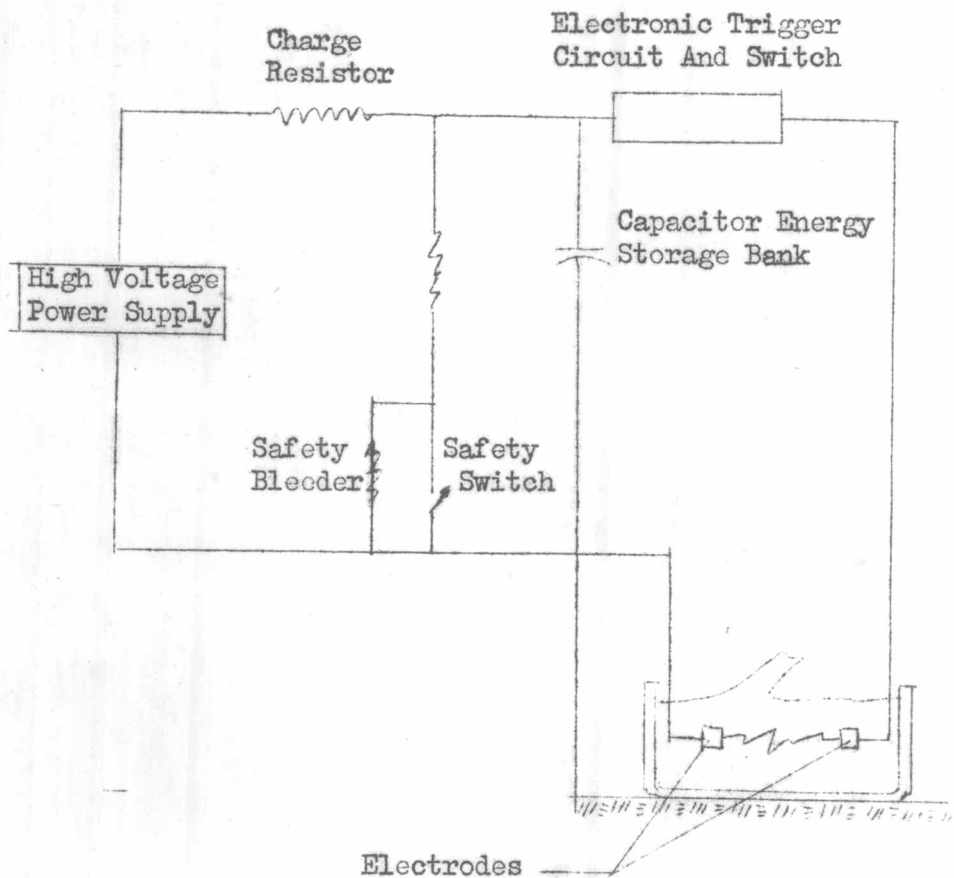 Charge
Resistor
Electronic Trigger
Circuit And Switch
Capacitor Energy
Storage Bank
High Voltage
Power Supply
Safety
Bleeder
Safety
Switch
Electrodes